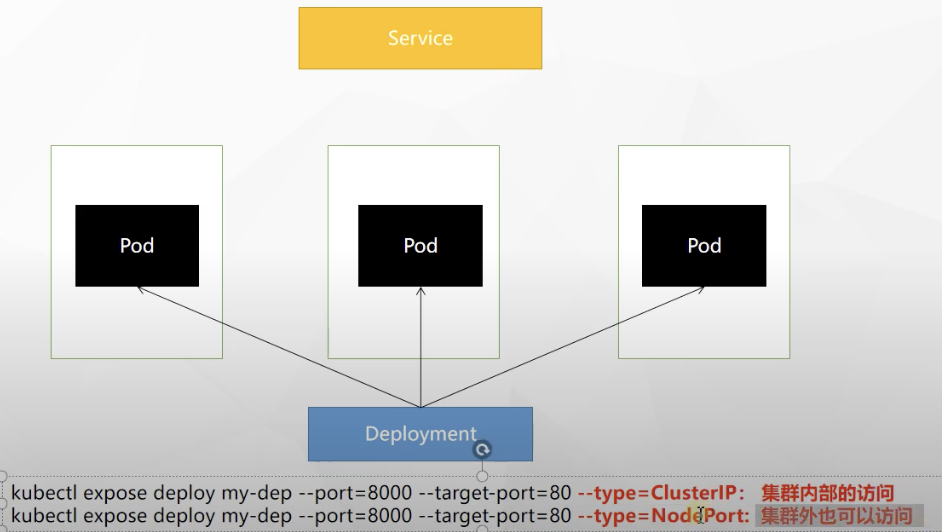 Service
Pod
Pod
Pod
Deployment
kubectl expose deploy my-dep --port=8000 --target-port=80 --type=ClusterIP： 集群内部的访问
kubectl expose deploy my-dep --port=8000 --target-port=80 --type=NodePort: 集群外也可以访问